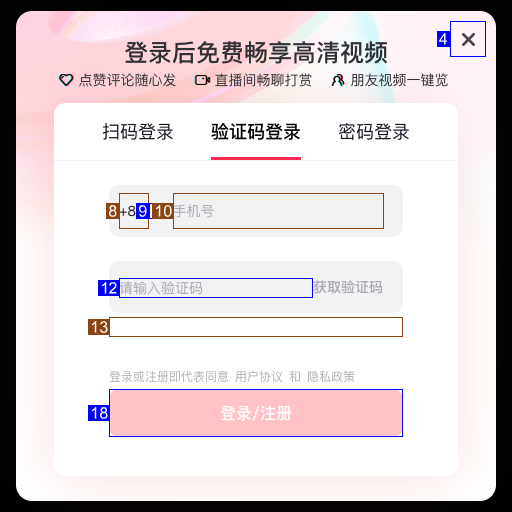 4
登录后免费畅享高清视频
点赞评论随心发 直播间畅聊打赏 朋友视频一键览
扫码登录 验证码登录 密码登录
8 +8 9 10 手机号
12 请输入验证码 获取验证码
13
登录或注册即代表同意 用户协议 和 隐私政策
18 登录/注册